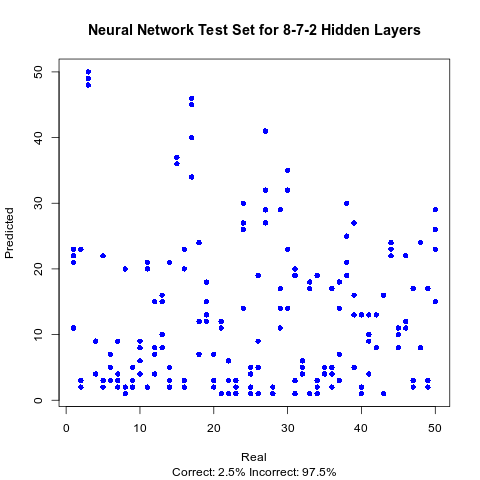 Neural Network Test Set for 8-7-2 Hidden Layers
Predicted
50
40
30
20
10
0
0 10 20 30 40 50
Real
Correct: 2.5% Incorrect: 97.5%